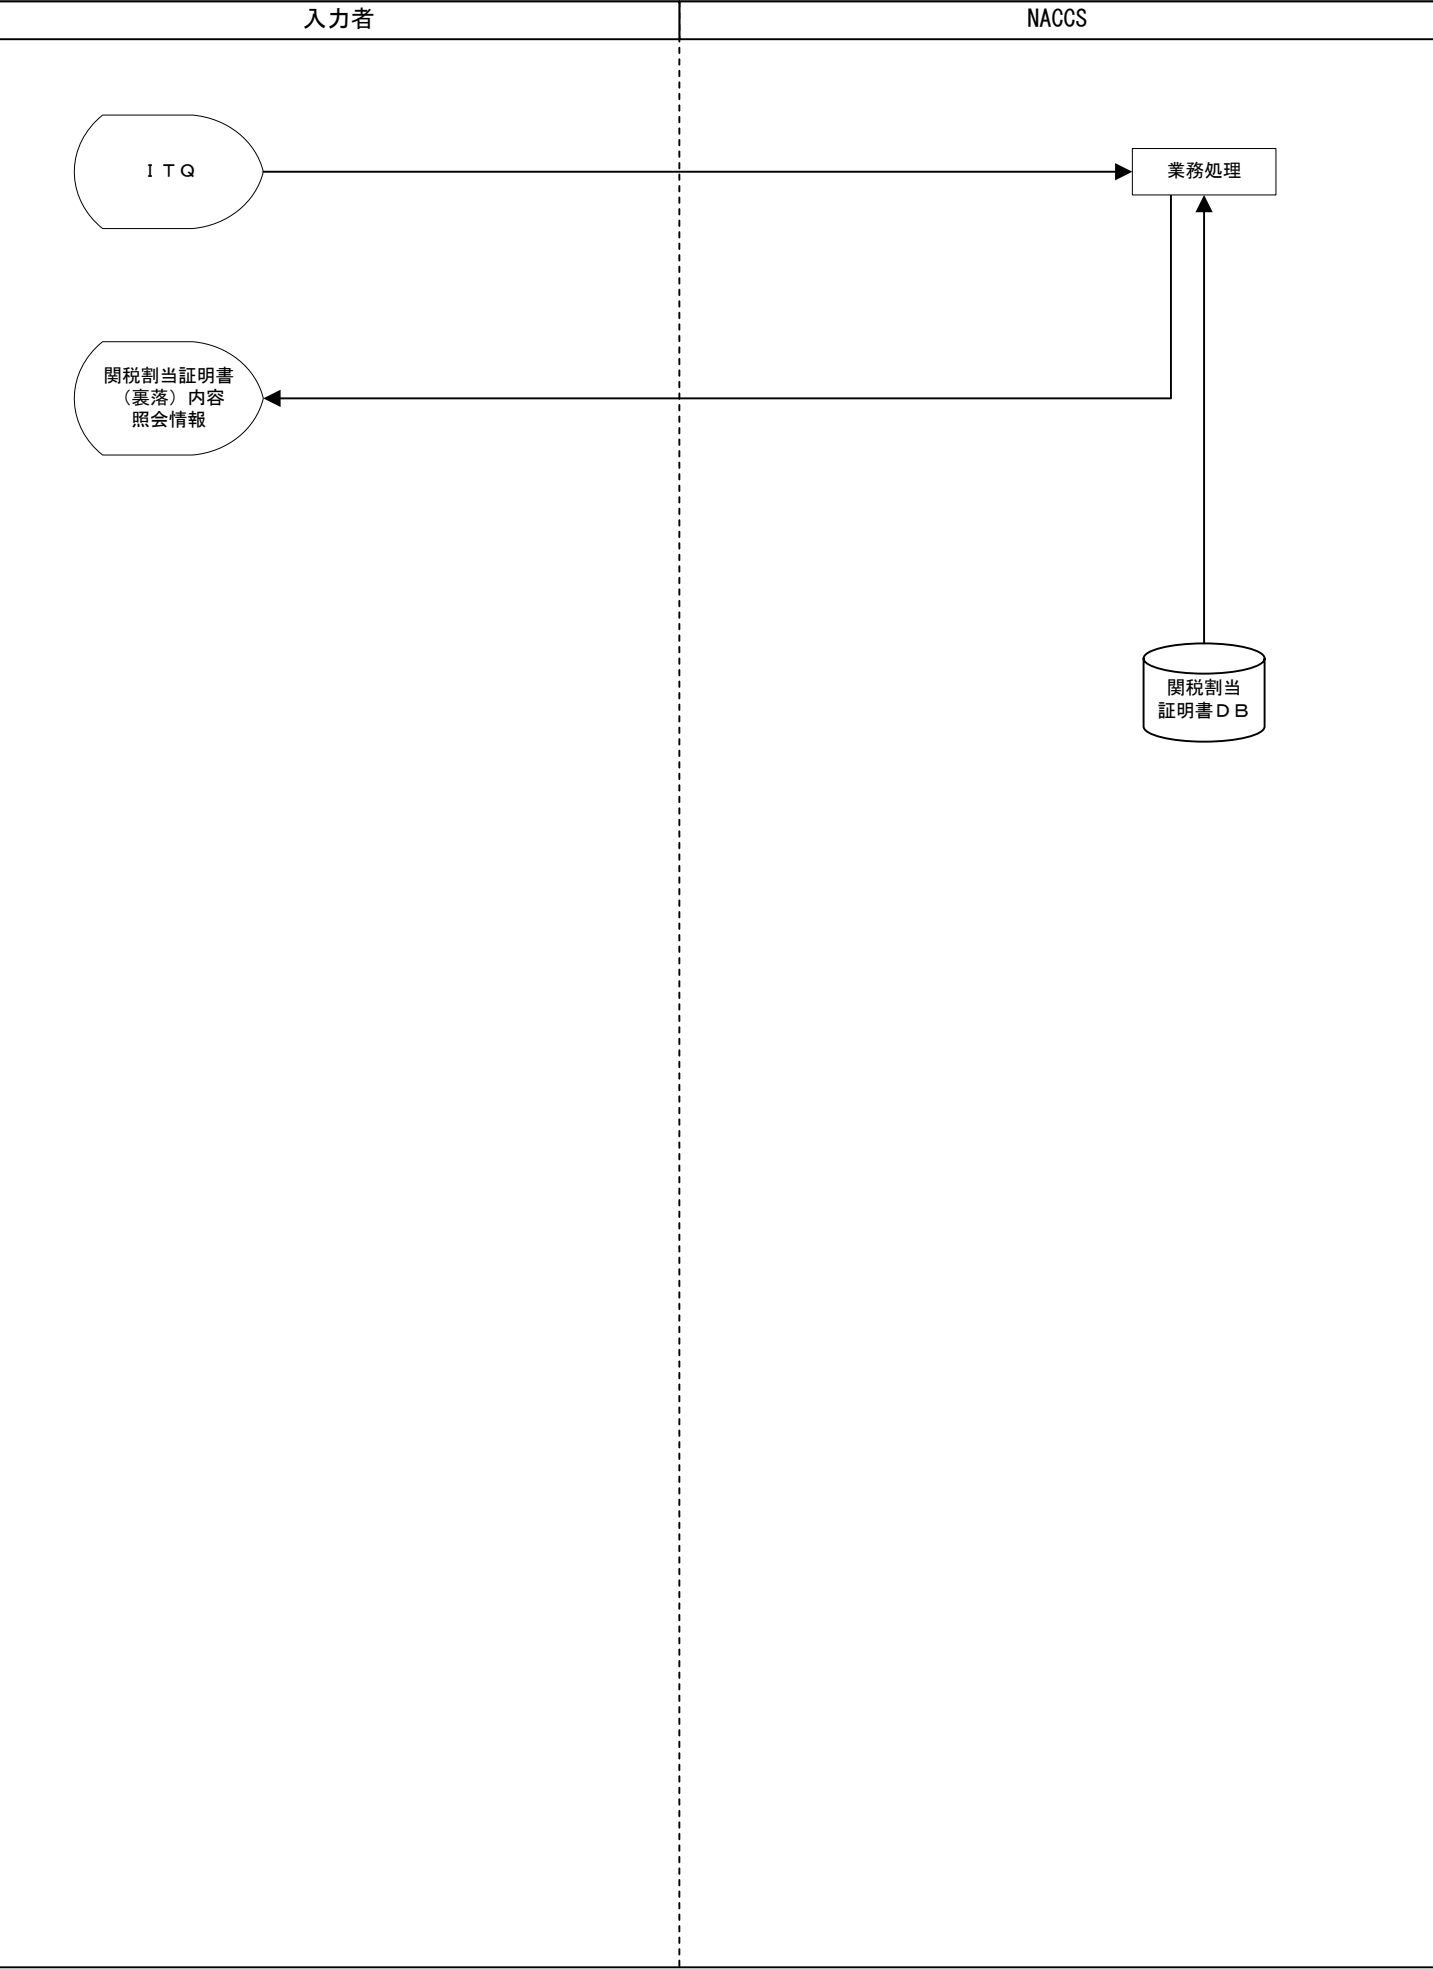 入力者
NACCS
ＩＴＱ
業務処理
関税割当証明書
（裏落）内容
照会情報
関税割当
証明書ＤＢ